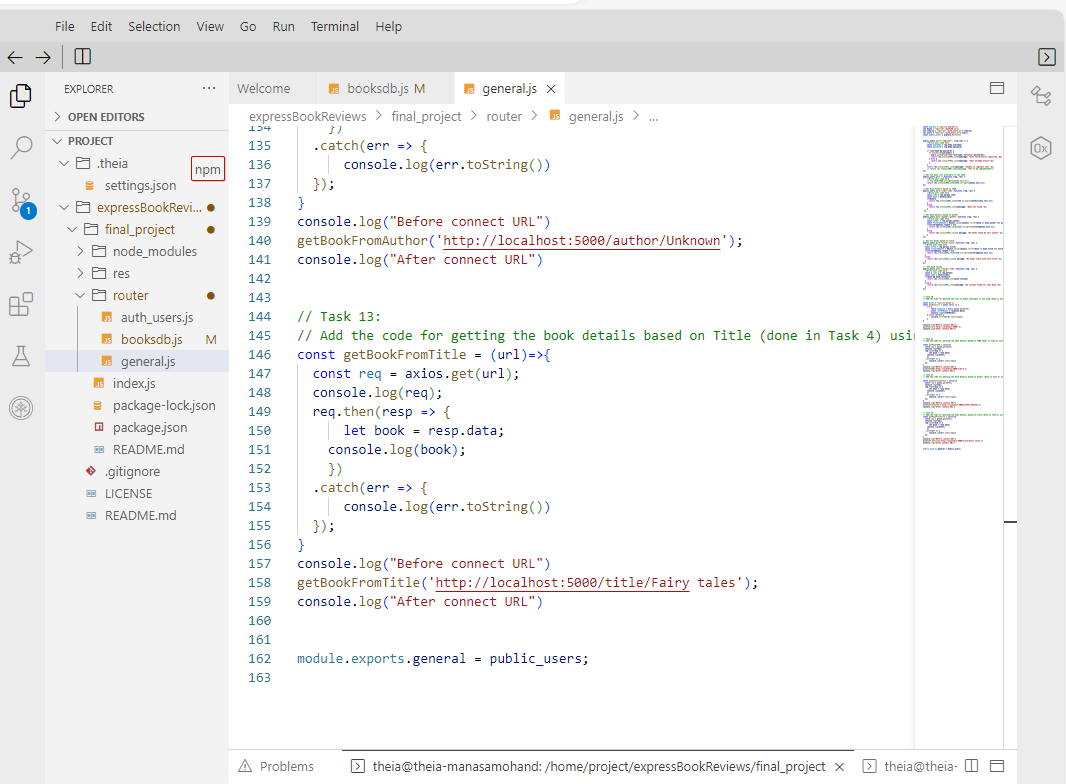 File Edit Selection View Go Run Terminal Help
EXPLORER ...
OPEN EDITORS
PROJECT
.theia
npm
settings.json
expressBookRevi...
final_project
node_modules
res
router
auth_users.js
booksdb.js M
general.js
index.js
package-lock.json
package.json
README.md
.gitignore
LICENSE
README.md
1
Welcome booksdb.js M general.js
expressBookReviews > final_project > router > general.js > ...
134 })
135 .catch(err => {
136 console.log(err.toString())
137 });
138 }
139 console.log("Before connect URL")
140 getBookFromAuthor('http://localhost:5000/author/Unknown');
141 console.log("After connect URL")
142
143
144 // Task 13:
145 // Add the code for getting the book details based on Title (done in Task 4) usi
146 const getBookFromTitle = (url)=>{
147 const req = axios.get(url);
148 console.log(req);
149 req.then(resp => {
150 let book = resp.data;
151 console.log(book);
152 })
153 .catch(err => {
154 console.log(err.toString())
155 });
156 }
157 console.log("Before connect URL")
158 getBookFromTitle('http://localhost:5000/title/Fairy tales');
159 console.log("After connect URL")
160
161
162 module.exports.general = public_users;
163
Problems theia@theia-manasamohand: /home/project/expressBookReviews/final_project theia@theia-